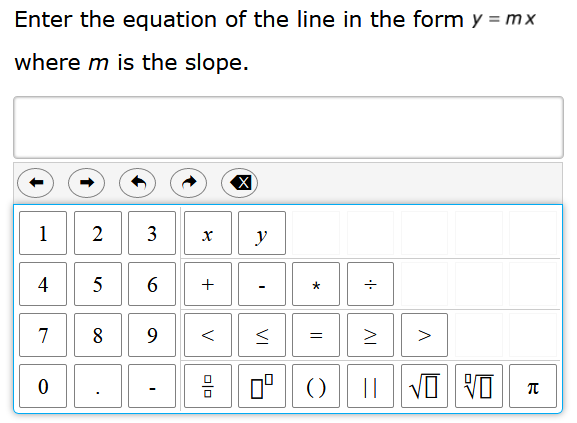 Enter the equation of the line in the form y = mx
where m is the slope.
X
1 2 3 x y
4 5 6 + - * ÷
7 8 9 < ≤ = ≥ >
0 . - □/□ □^□ ( ) | | √□ □√□ π